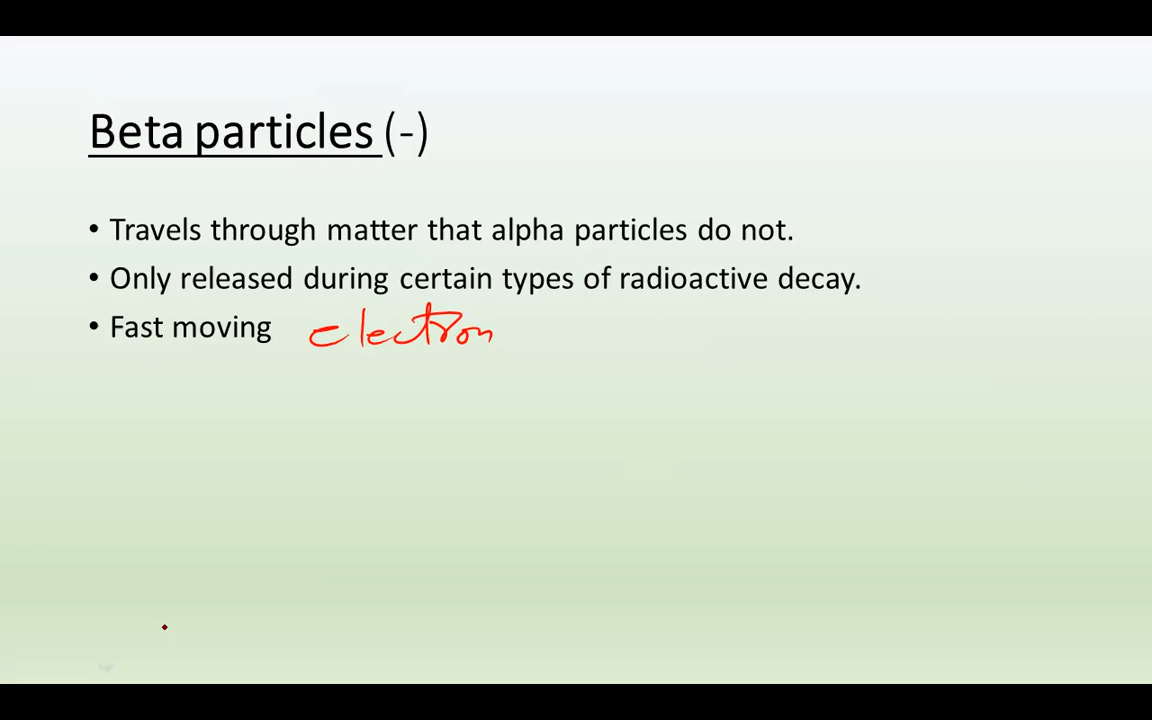 Beta particles (-)
• Travels through matter that alpha particles do not.
• Only released during certain types of radioactive decay.
• Fast moving electron